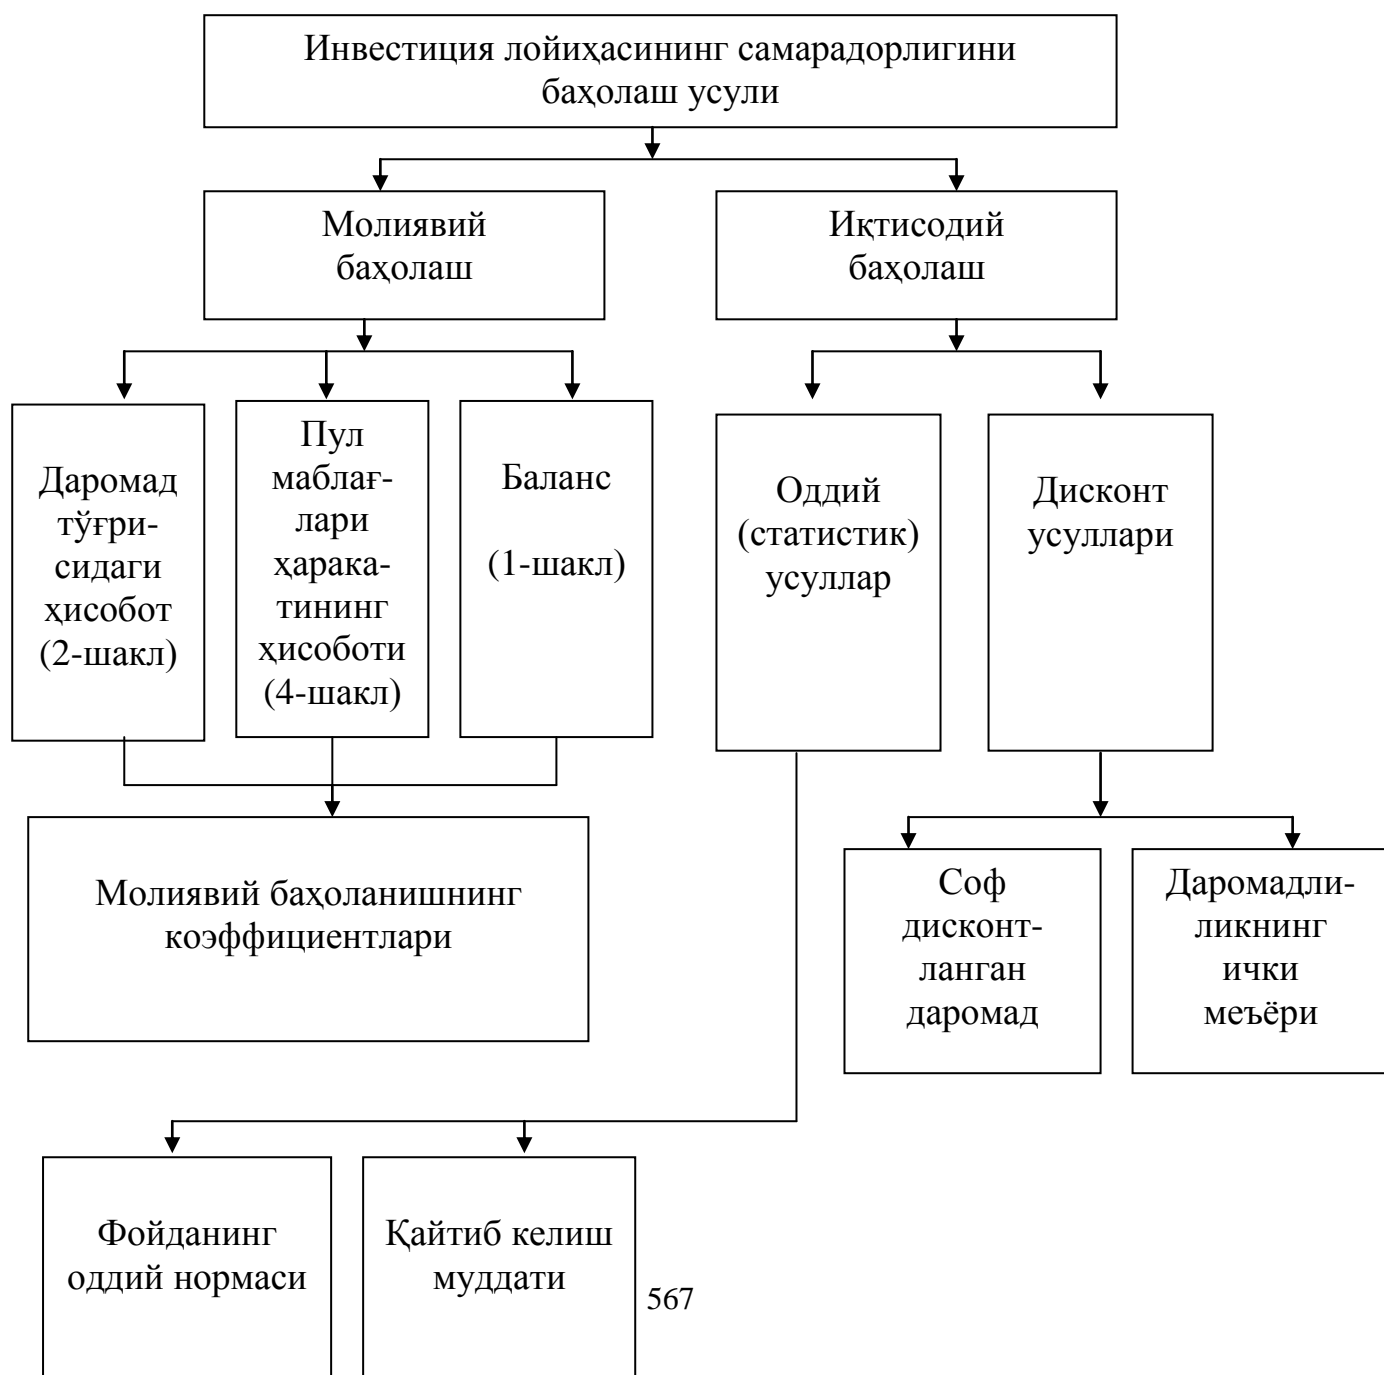 Инвестиция лойиҳасининг самарадорлигини
баҳолаш усули
Молиявий
баҳолаш
Иқтисодий
баҳолаш
Даромад
тўғри-
сидаги
ҳисобот
(2-шакл)
Пул
маблағ-
лари
ҳарака-
тининг
ҳисоботи
(4-шакл)
Баланс
(1-шакл)
Оддий
(статистик)
усуллар
Дисконт
усуллари
Молиявий баҳоланишнинг
коэффициентлари
Соф
дисконт-
ланган
даромад
Даромадли-
ликнинг
ички
меъёри
Фойданинг
оддий нормаси
Қайтиб келиш
муддати
567